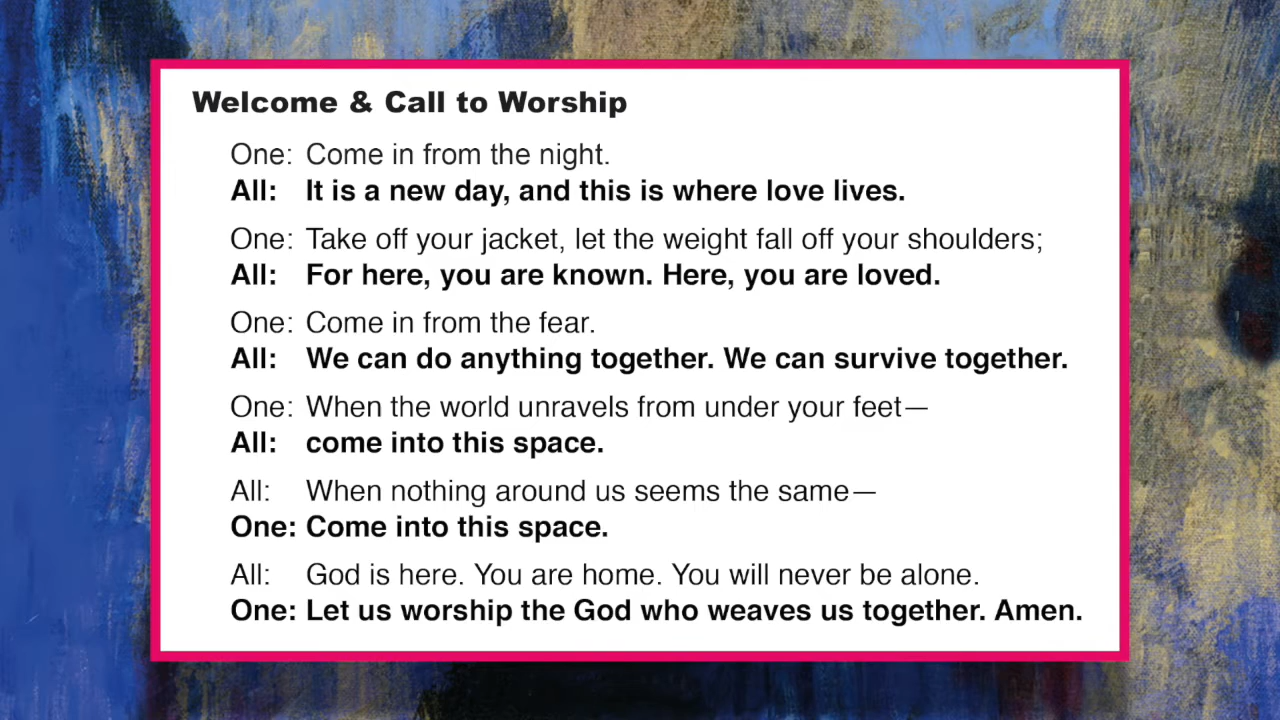 Welcome & Call to Worship
One: Come in from the night.
All: It is a new day, and this is where love lives.
One: Take off your jacket, let the weight fall off your shoulders;
All: For here, you are known. Here, you are loved.
One: Come in from the fear.
All: We can do anything together. We can survive together.
One: When the world unravels from under your feet—
All: come into this space.
All: When nothing around us seems the same—
One: Come into this space.
All: God is here. You are home. You will never be alone.
One: Let us worship the God who weaves us together. Amen.